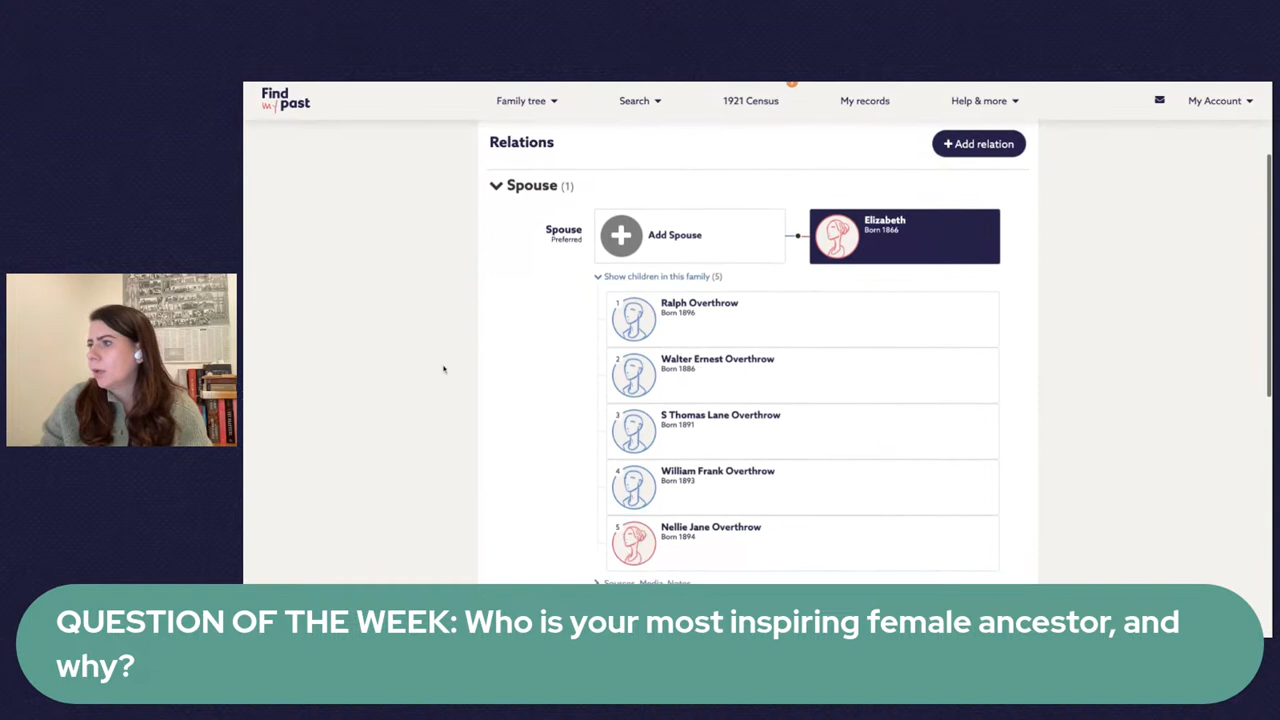 Find
my past
Family tree
Search
1921 Census
My records
Help & more
My Account
Relations
+ Add relation
Spouse (1)
Spouse
Preferred
Add Spouse
Elizabeth
Born 1866
Show children in this family (5)
1
Ralph Overthrow
Born 1896
2
Walter Ernest Overthrow
Born 1886
3
S Thomas Lane Overthrow
Born 1891
4
William Frank Overthrow
Born 1893
5
Nellie Jane Overthrow
Born 1894
Sources, Media, Notes
QUESTION OF THE WEEK: Who is your most inspiring female ancestor, and
why?